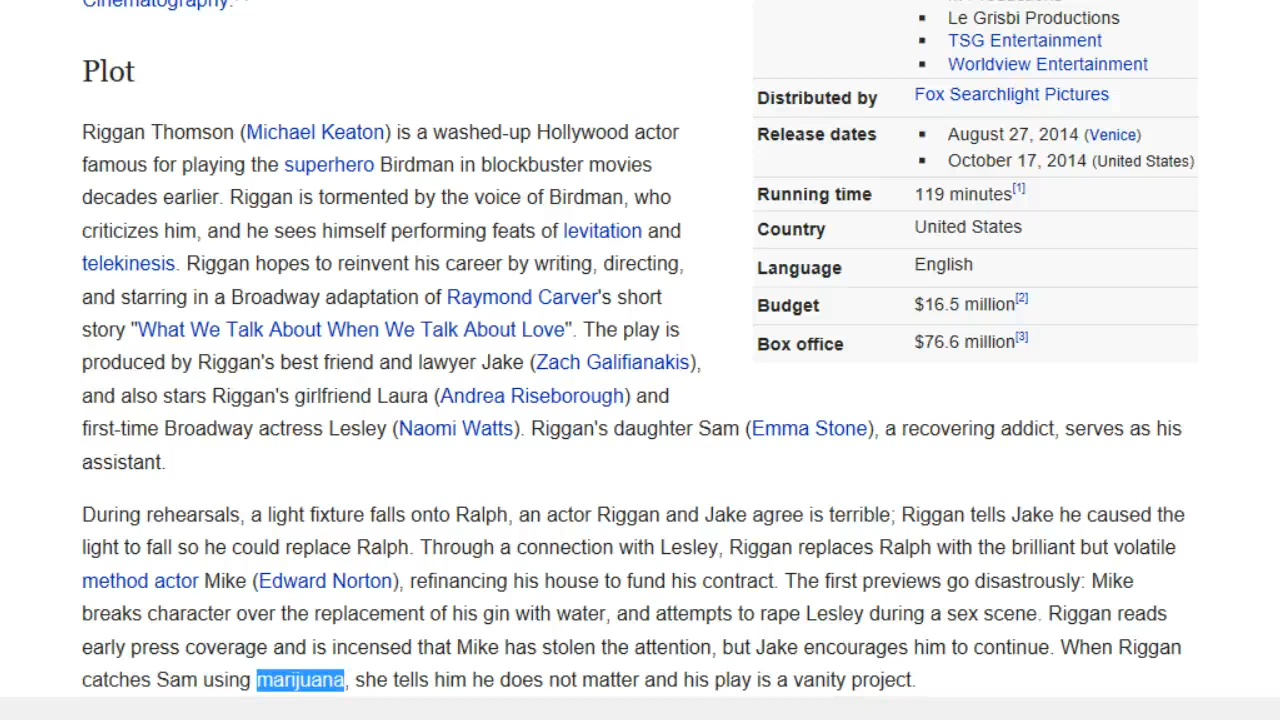 Cinematography.
Le Grisbi Productions
TSG Entertainment
Worldview Entertainment
Distributed by Fox Searchlight Pictures
Release dates August 27, 2014 (Venice)
October 17, 2014 (United States)
Running time 119 minutes[1]
Country United States
Language English
Budget $16.5 million[2]
Box office $76.6 million[3]
Plot
Riggan Thomson (Michael Keaton) is a washed-up Hollywood actor
famous for playing the superhero Birdman in blockbuster movies
decades earlier. Riggan is tormented by the voice of Birdman, who
criticizes him, and he sees himself performing feats of levitation and
telekinesis. Riggan hopes to reinvent his career by writing, directing,
and starring in a Broadway adaptation of Raymond Carver's short
story "What We Talk About When We Talk About Love". The play is
produced by Riggan's best friend and lawyer Jake (Zach Galifianakis),
and also stars Riggan's girlfriend Laura (Andrea Riseborough) and
first-time Broadway actress Lesley (Naomi Watts). Riggan's daughter Sam (Emma Stone), a recovering addict, serves as his
assistant.
During rehearsals, a light fixture falls onto Ralph, an actor Riggan and Jake agree is terrible; Riggan tells Jake he caused the
light to fall so he could replace Ralph. Through a connection with Lesley, Riggan replaces Ralph with the brilliant but volatile
method actor Mike (Edward Norton), refinancing his house to fund his contract. The first previews go disastrously: Mike
breaks character over the replacement of his gin with water, and attempts to rape Lesley during a sex scene. Riggan reads
early press coverage and is incensed that Mike has stolen the attention, but Jake encourages him to continue. When Riggan
catches Sam using marijuana, she tells him he does not matter and his play is a vanity project.